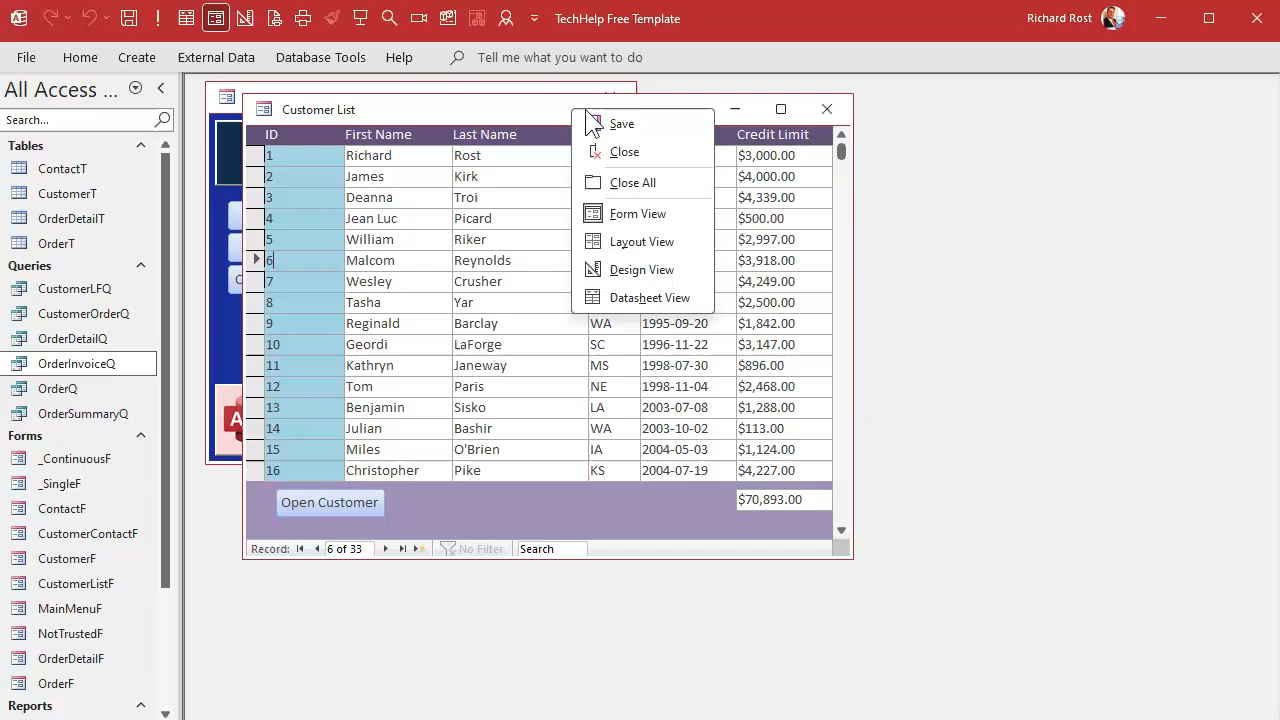 TechHelp Free Template
Richard Rost
File Home Create External Data Database Tools Help Tell me what you want to do
All Access ...
Search...
Tables
ContactT
CustomerT
OrderDetailT
OrderT
Queries
CustomerLFQ
CustomerOrderQ
OrderDetailQ
OrderInvoiceQ
OrderQ
OrderSummaryQ
Forms
_ContinuousF
_SingleF
ContactF
CustomerContactF
CustomerF
CustomerListF
MainMenuF
NotTrustedF
OrderDetailF
OrderF
Reports
Customer List
ID First Name Last Name Credit Limit
1 Richard Rost $3,000.00
2 James Kirk $4,000.00
3 Deanna Troi $4,339.00
4 Jean Luc Picard $500.00
5 William Riker $2,997.00
6 Malcom Reynolds $3,918.00
7 Wesley Crusher $4,249.00
8 Tasha Yar $2,500.00
9 Reginald Barclay WA 1995-09-20 $1,842.00
10 Geordi LaForge SC 1996-11-22 $3,147.00
11 Kathryn Janeway MS 1998-07-30 $896.00
12 Tom Paris NE 1998-11-04 $2,468.00
13 Benjamin Sisko LA 2003-07-08 $1,288.00
14 Julian Bashir WA 2003-10-02 $113.00
15 Miles O'Brien IA 2004-05-03 $1,124.00
16 Christopher Pike KS 2004-07-19 $4,227.00
Open Customer $70,893.00
Record: 6 of 33 No Filter Search
Save
Close
Close All
Form View
Layout View
Design View
Datasheet View